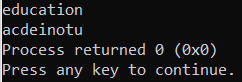 education
acdeinotu
Process returned 0 (0x0)
Press any key to continue.